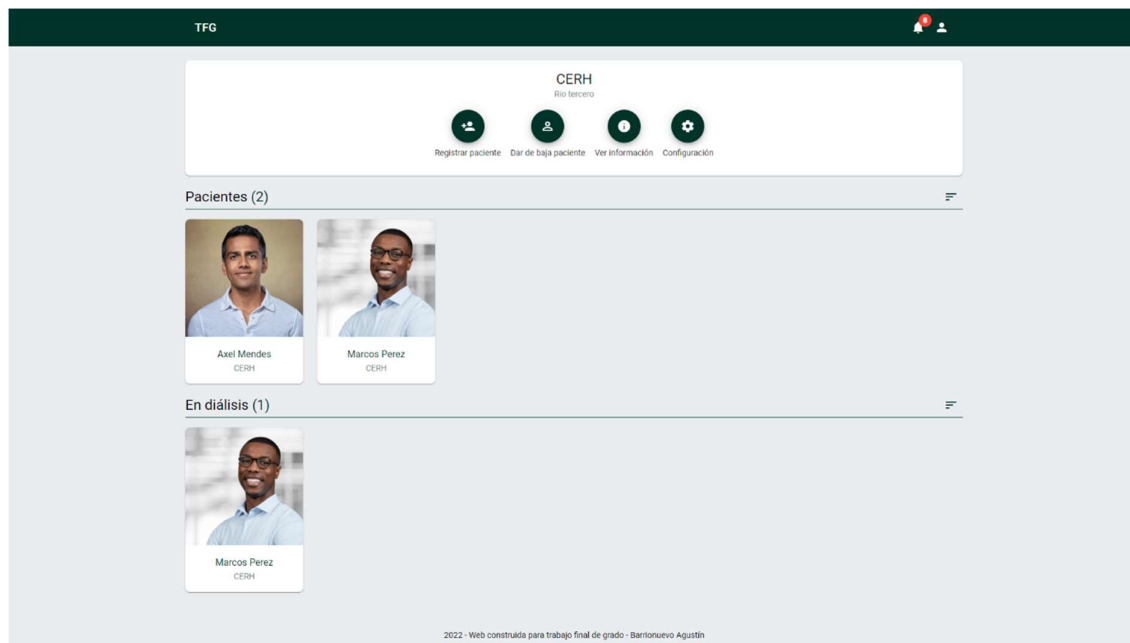 TFG
8
CERH
Rio tercero
Registrar paciente Dar de baja paciente Ver información Configuración
Pacientes (2)
Axel Mendes Marcos Perez
CERH CERH
En diálisis (1)
Marcos Perez
CERH
2022 - Web construida para trabajo final de grado - Barrionuevo Agustín